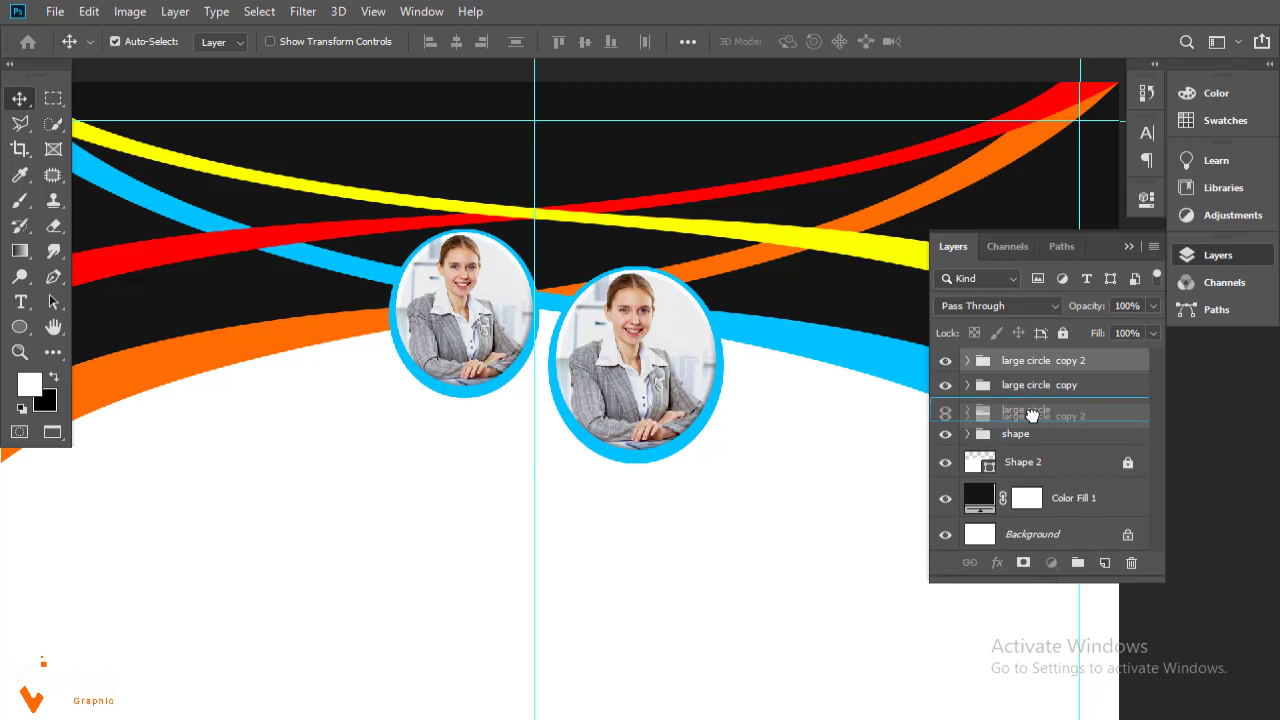 Ps File Edit Image Layer Type Select Filter 3D View Window Help
Auto-Select: Layer Show Transform Controls 3D Mode:
Color
Swatches
Learn
Libraries
Adjustments
Layers
Channels
Paths
Layers Channels Paths
Kind
Pass Through Opacity: 100%
Lock: Fill: 100%
large circle copy 2
large circle copy
large circle
large circle copy 2
shape
Shape 2
Color Fill 1
Background
Activate Windows
Go to Settings to activate Windows.
Graphic